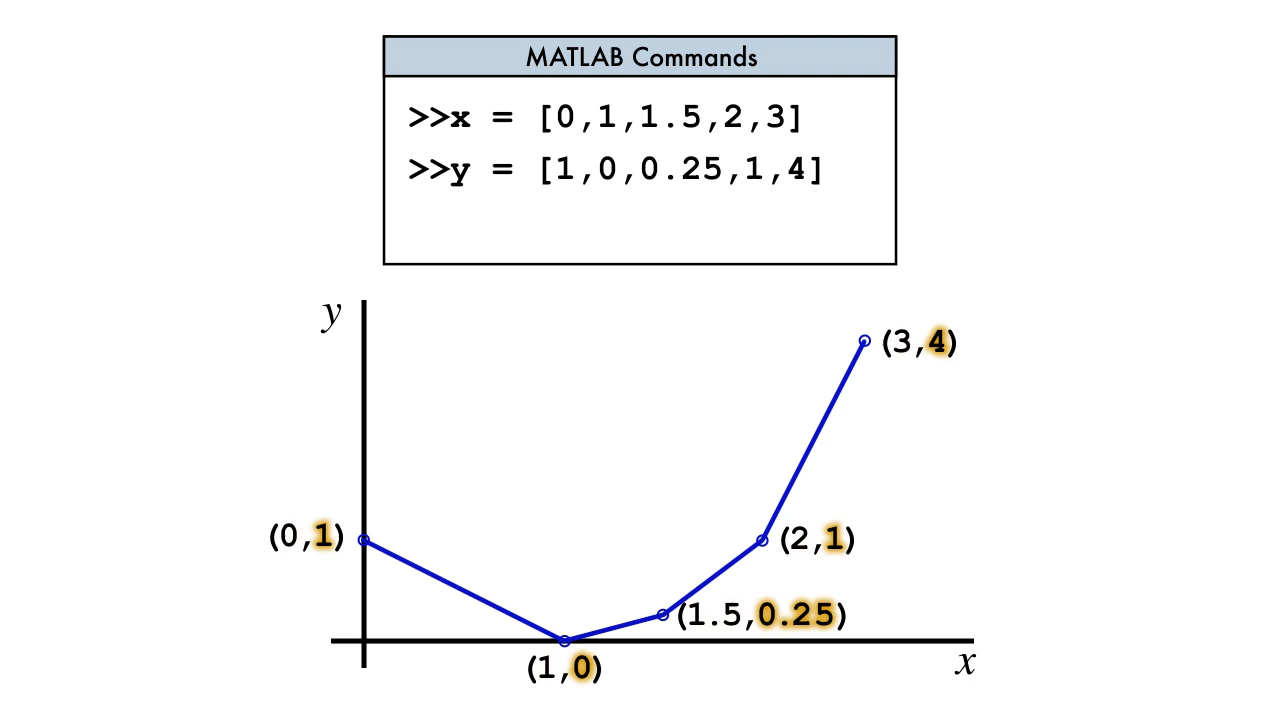 MATLAB Commands
>>x = [0,1,1.5,2,3]
>>y = [1,0,0.25,1,4]
y
(3,4)
(0,1)
(2,1)
(1.5,0.25)
(1,0)
x